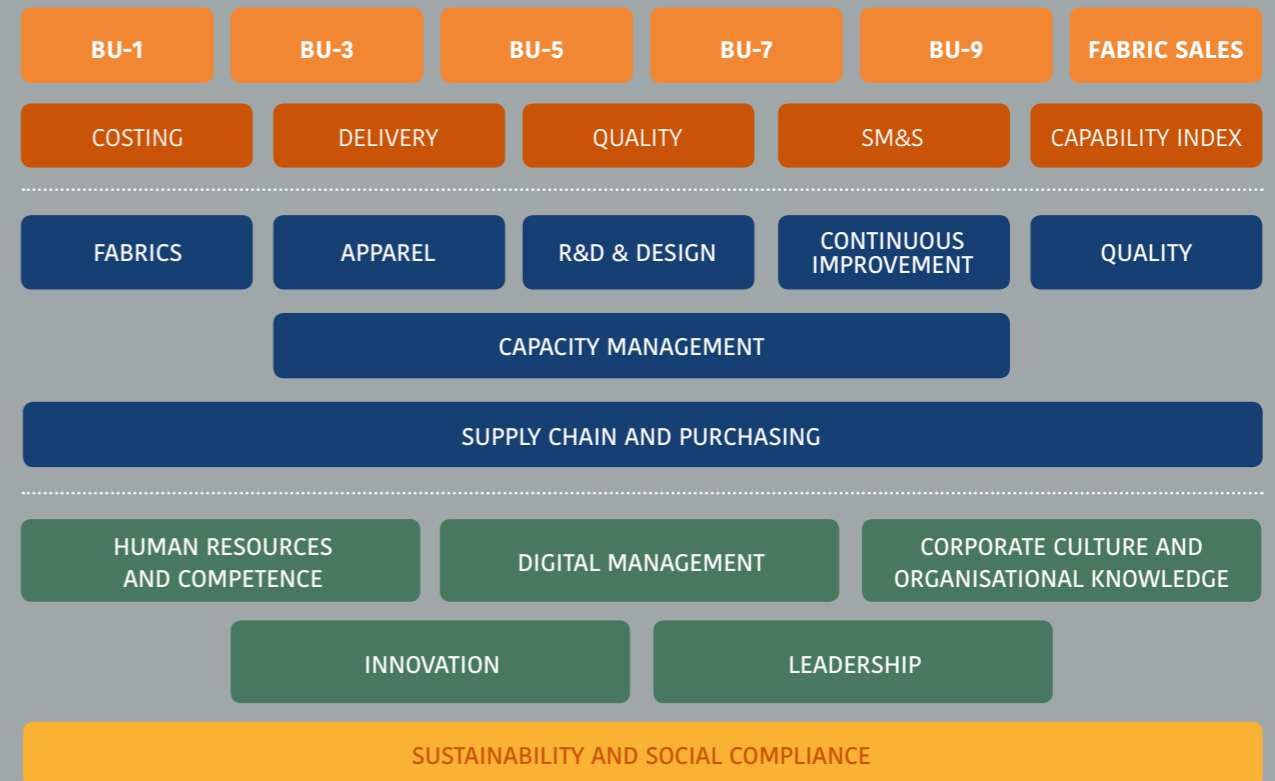 BU-1
BU-3
BU-5
BU-7
BU-9
FABRIC SALES
COSTING
DELIVERY
QUALITY
SM&S
CAPABILITY INDEX
FABRICS
APPAREL
R&D & DESIGN
CONTINUOUS
IMPROVEMENT
QUALITY
CAPACITY MANAGEMENT
SUPPLY CHAIN AND PURCHASING
HUMAN RESOURCES
AND COMPETENCE
DIGITAL MANAGEMENT
CORPORATE CULTURE AND
ORGANISATIONAL KNOWLEDGE
INNOVATION
LEADERSHIP
SUSTAINABILITY AND SOCIAL COMPLIANCE